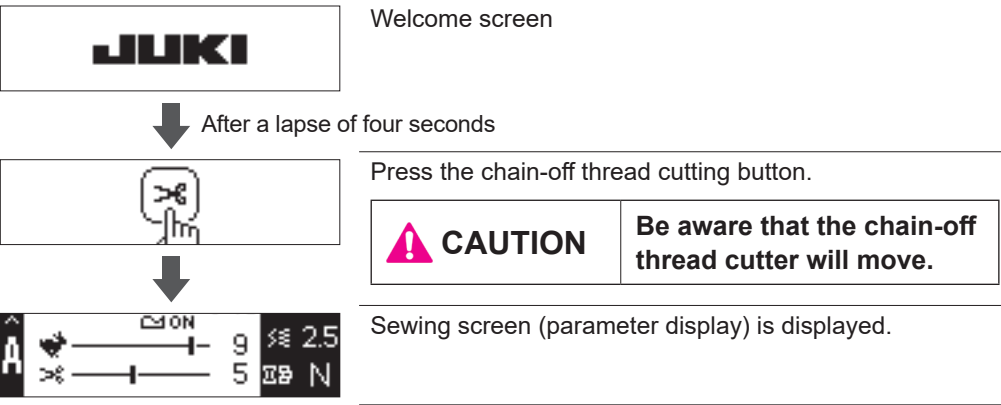 JUKI
Welcome screen
After a lapse of four seconds
Press the chain-off thread cutting button.
CAUTION
Be aware that the chain-off
thread cutter will move.
ON
A
9
2.5
5
N
Sewing screen (parameter display) is displayed.